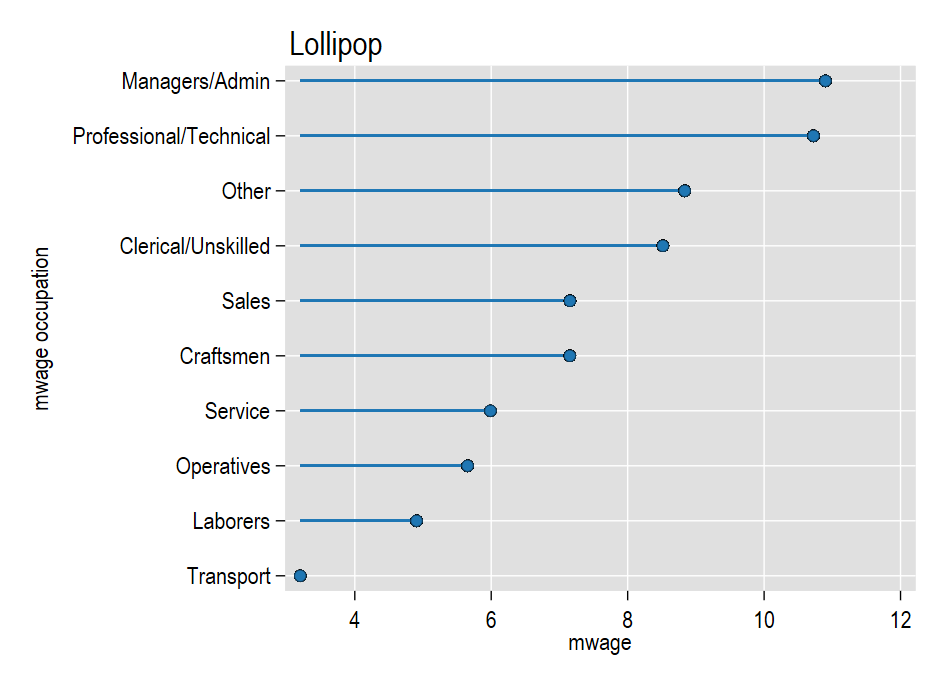 Lollipop
Managers/Admin
Professional/Technical
Other
Clerical/Unskilled
Sales
Craftsmen
Service
Operatives
Laborers
Transport
mwage occupation
4 6 8 10 12
mwage